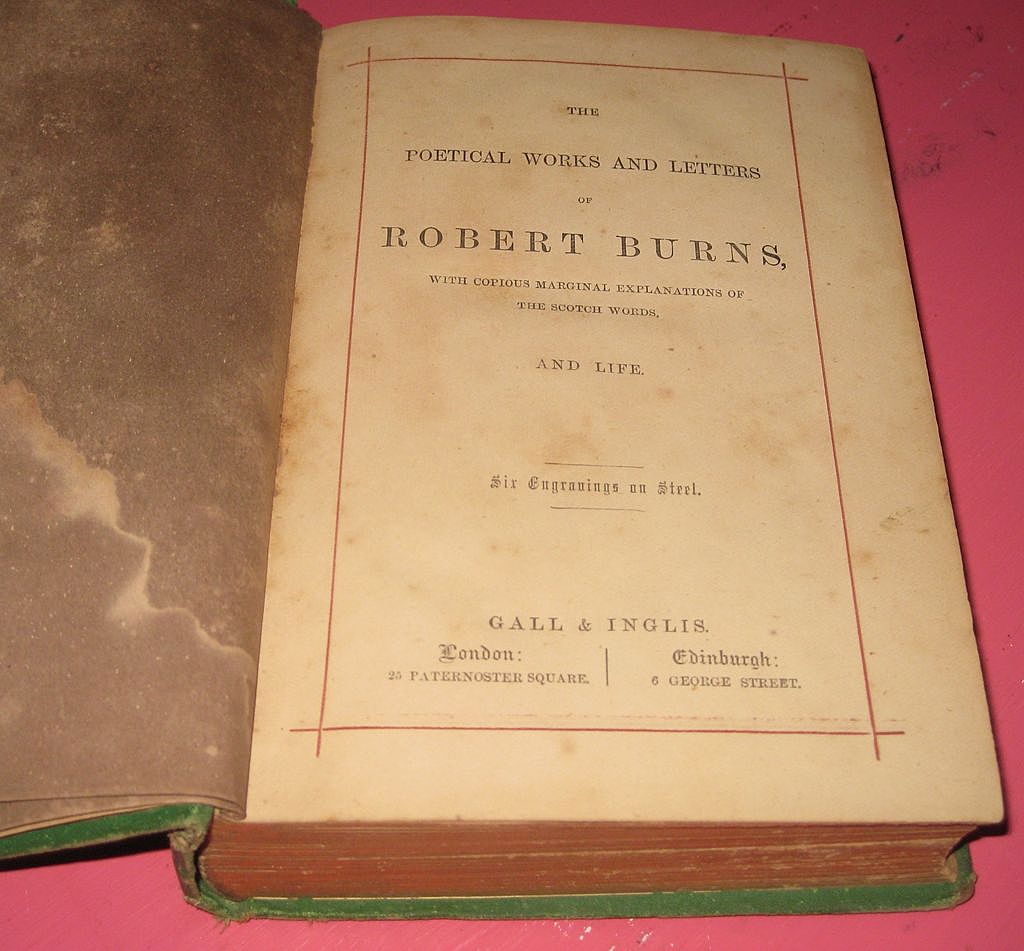 THE
POETICAL WORKS AND LETTERS
OF
ROBERT BURNS,
WITH COPIOUS MARGINAL EXPLANATIONS OF
THE SCOTCH WORDS,
AND LIFE.
Six Engravings on Steel.
GALL & INGLIS.
London:
25 PATERNOSTER SQUARE.
Edinburgh:
6 GEORGE STREET.